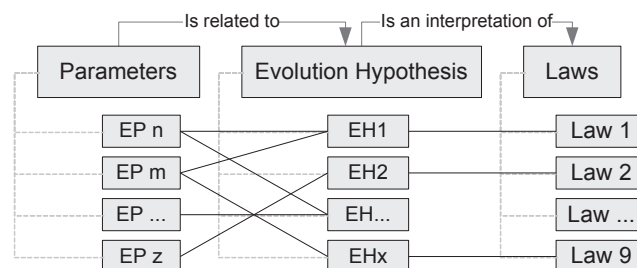 Is related to Is an interpretation of
Parameters Evolution Hypothesis Laws
EP n EH1 Law 1
EP m EH2 Law 2
EP ... EH... Law ...
EP z EHx Law 9